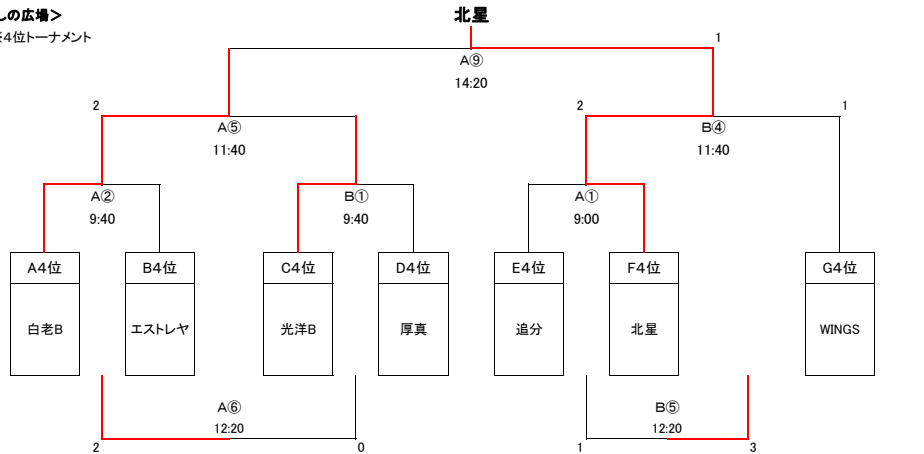 北星
しの広場＞
※4位トーナメント
1
A⑨
14:20
2
2
1
A⑤
B④
11:40
11:40
A②
B①
A①
9:40
9:40
9:00
A4位
B4位
C4位
D4位
E4位
F4位
G4位
白老B
エストレヤ
光洋B
厚真
追分
北星
WINGS
A⑥
B⑤
12:20
12:20
2
0
1
3